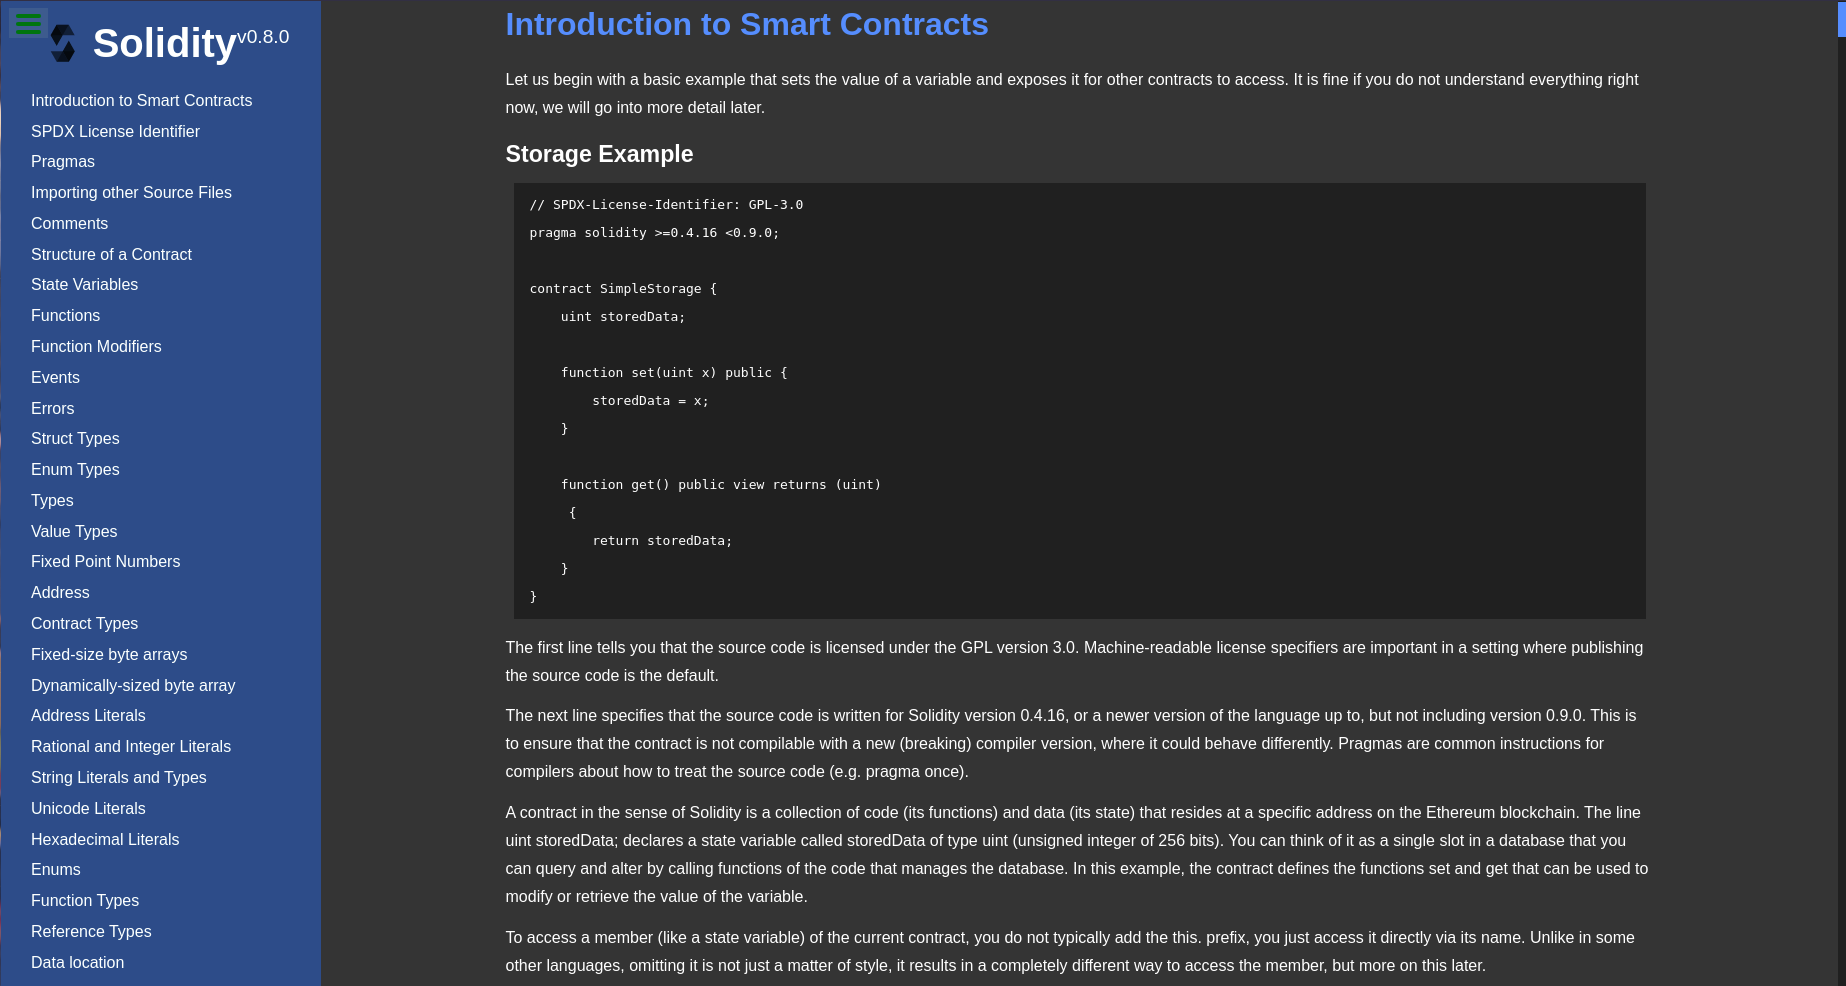 Solidity v0.8.0
Introduction to Smart Contracts
SPDX License Identifier
Pragmas
Importing other Source Files
Comments
Structure of a Contract
State Variables
Functions
Function Modifiers
Events
Errors
Struct Types
Enum Types
Types
Value Types
Fixed Point Numbers
Address
Contract Types
Fixed-size byte arrays
Dynamically-sized byte array
Address Literals
Rational and Integer Literals
String Literals and Types
Unicode Literals
Hexadecimal Literals
Enums
Function Types
Reference Types
Data location
Introduction to Smart Contracts
Let us begin with a basic example that sets the value of a variable and exposes it for other contracts to access. It is fine if you do not understand everything right
now, we will go into more detail later.
Storage Example
// SPDX-License-Identifier: GPL-3.0
pragma solidity >=0.4.16 <0.9.0;
contract SimpleStorage {
    uint storedData;
    function set(uint x) public {
        storedData = x;
    }
    function get() public view returns (uint)
     {
        return storedData;
    }
}
The first line tells you that the source code is licensed under the GPL version 3.0. Machine-readable license specifiers are important in a setting where publishing
the source code is the default.
The next line specifies that the source code is written for Solidity version 0.4.16, or a newer version of the language up to, but not including version 0.9.0. This is
to ensure that the contract is not compilable with a new (breaking) compiler version, where it could behave differently. Pragmas are common instructions for
compilers about how to treat the source code (e.g. pragma once).
A contract in the sense of Solidity is a collection of code (its functions) and data (its state) that resides at a specific address on the Ethereum blockchain. The line
uint storedData; declares a state variable called storedData of type uint (unsigned integer of 256 bits). You can think of it as a single slot in a database that you
can query and alter by calling functions of the code that manages the database. In this example, the contract defines the functions set and get that can be used to
modify or retrieve the value of the variable.
To access a member (like a state variable) of the current contract, you do not typically add the this. prefix, you just access it directly via its name. Unlike in some
other languages, omitting it is not just a matter of style, it results in a completely different way to access the member, but more on this later.